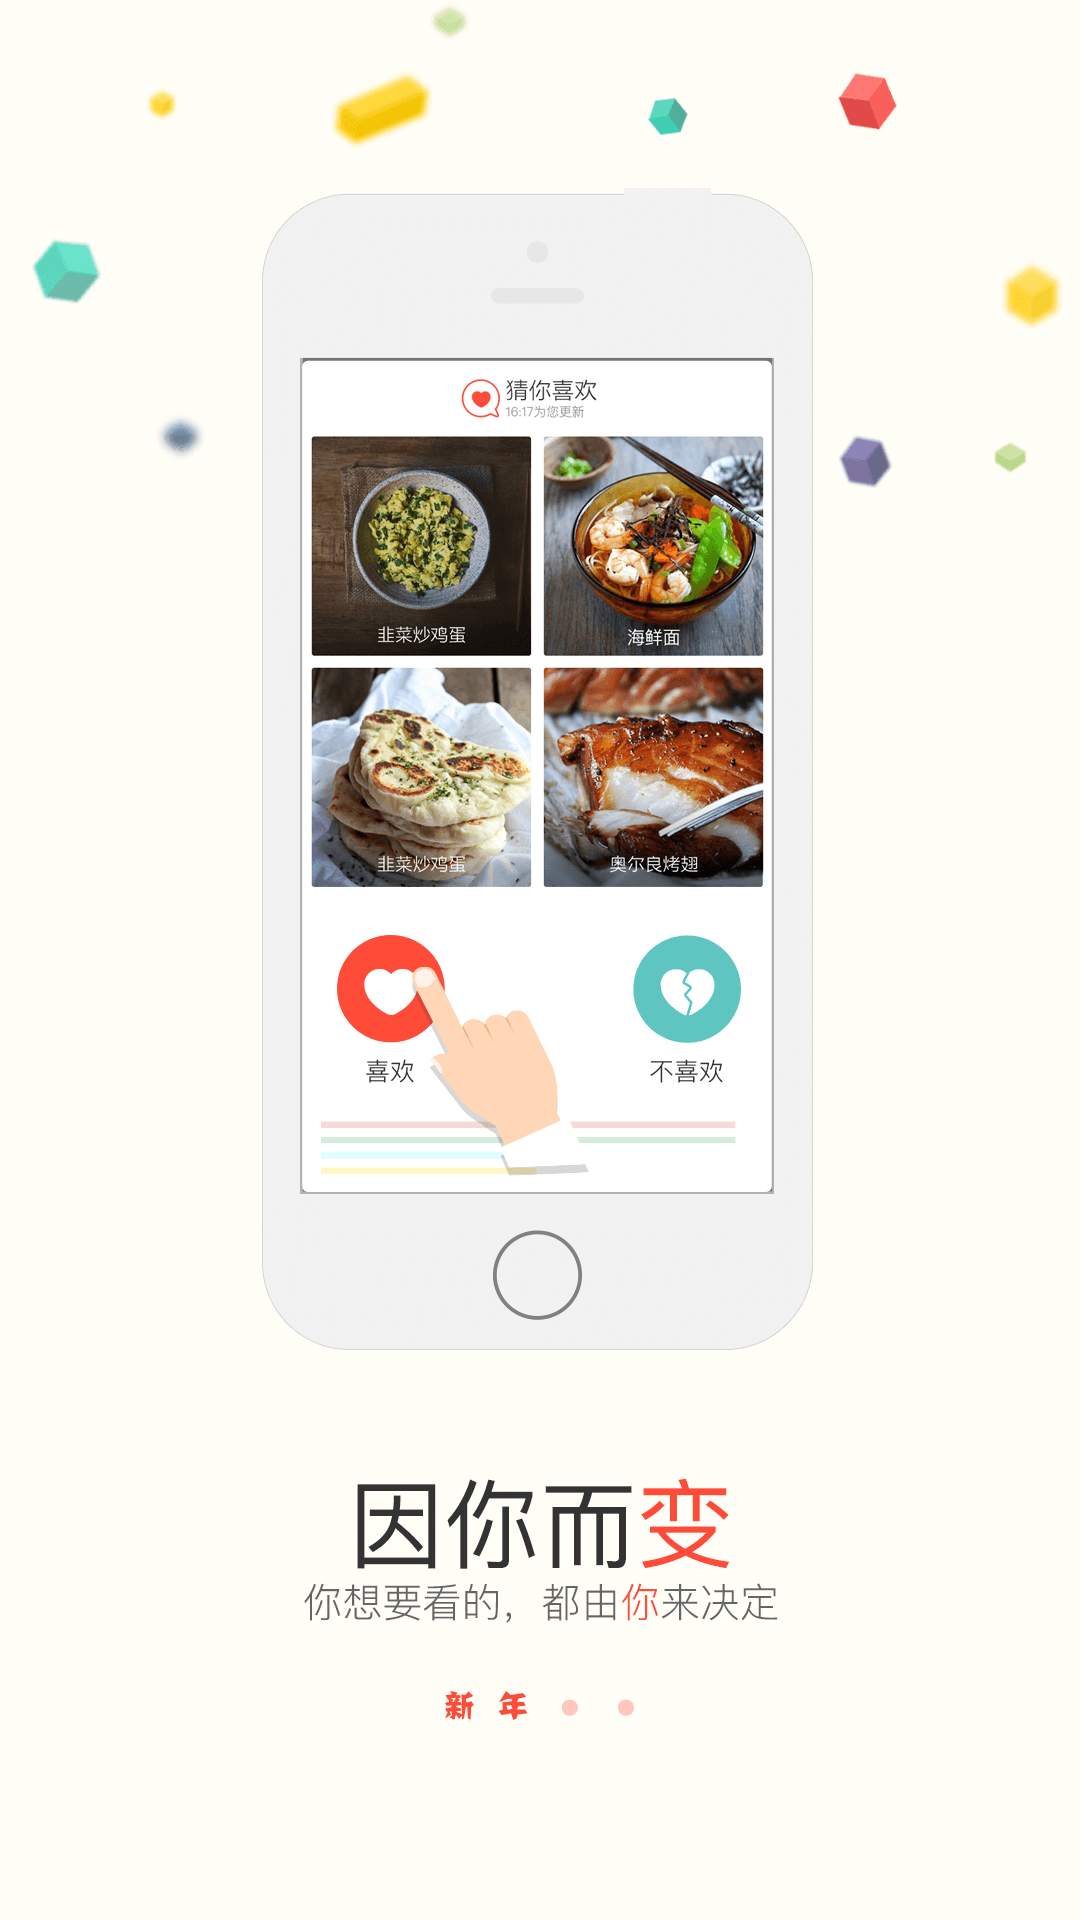 猜你喜欢
16:17为您更新
韭菜炒鸡蛋
海鲜面
韭菜炒鸡蛋
奥尔良烤翅
喜欢
不喜欢
因你而变
你想要看的，都由你来决定
新 年